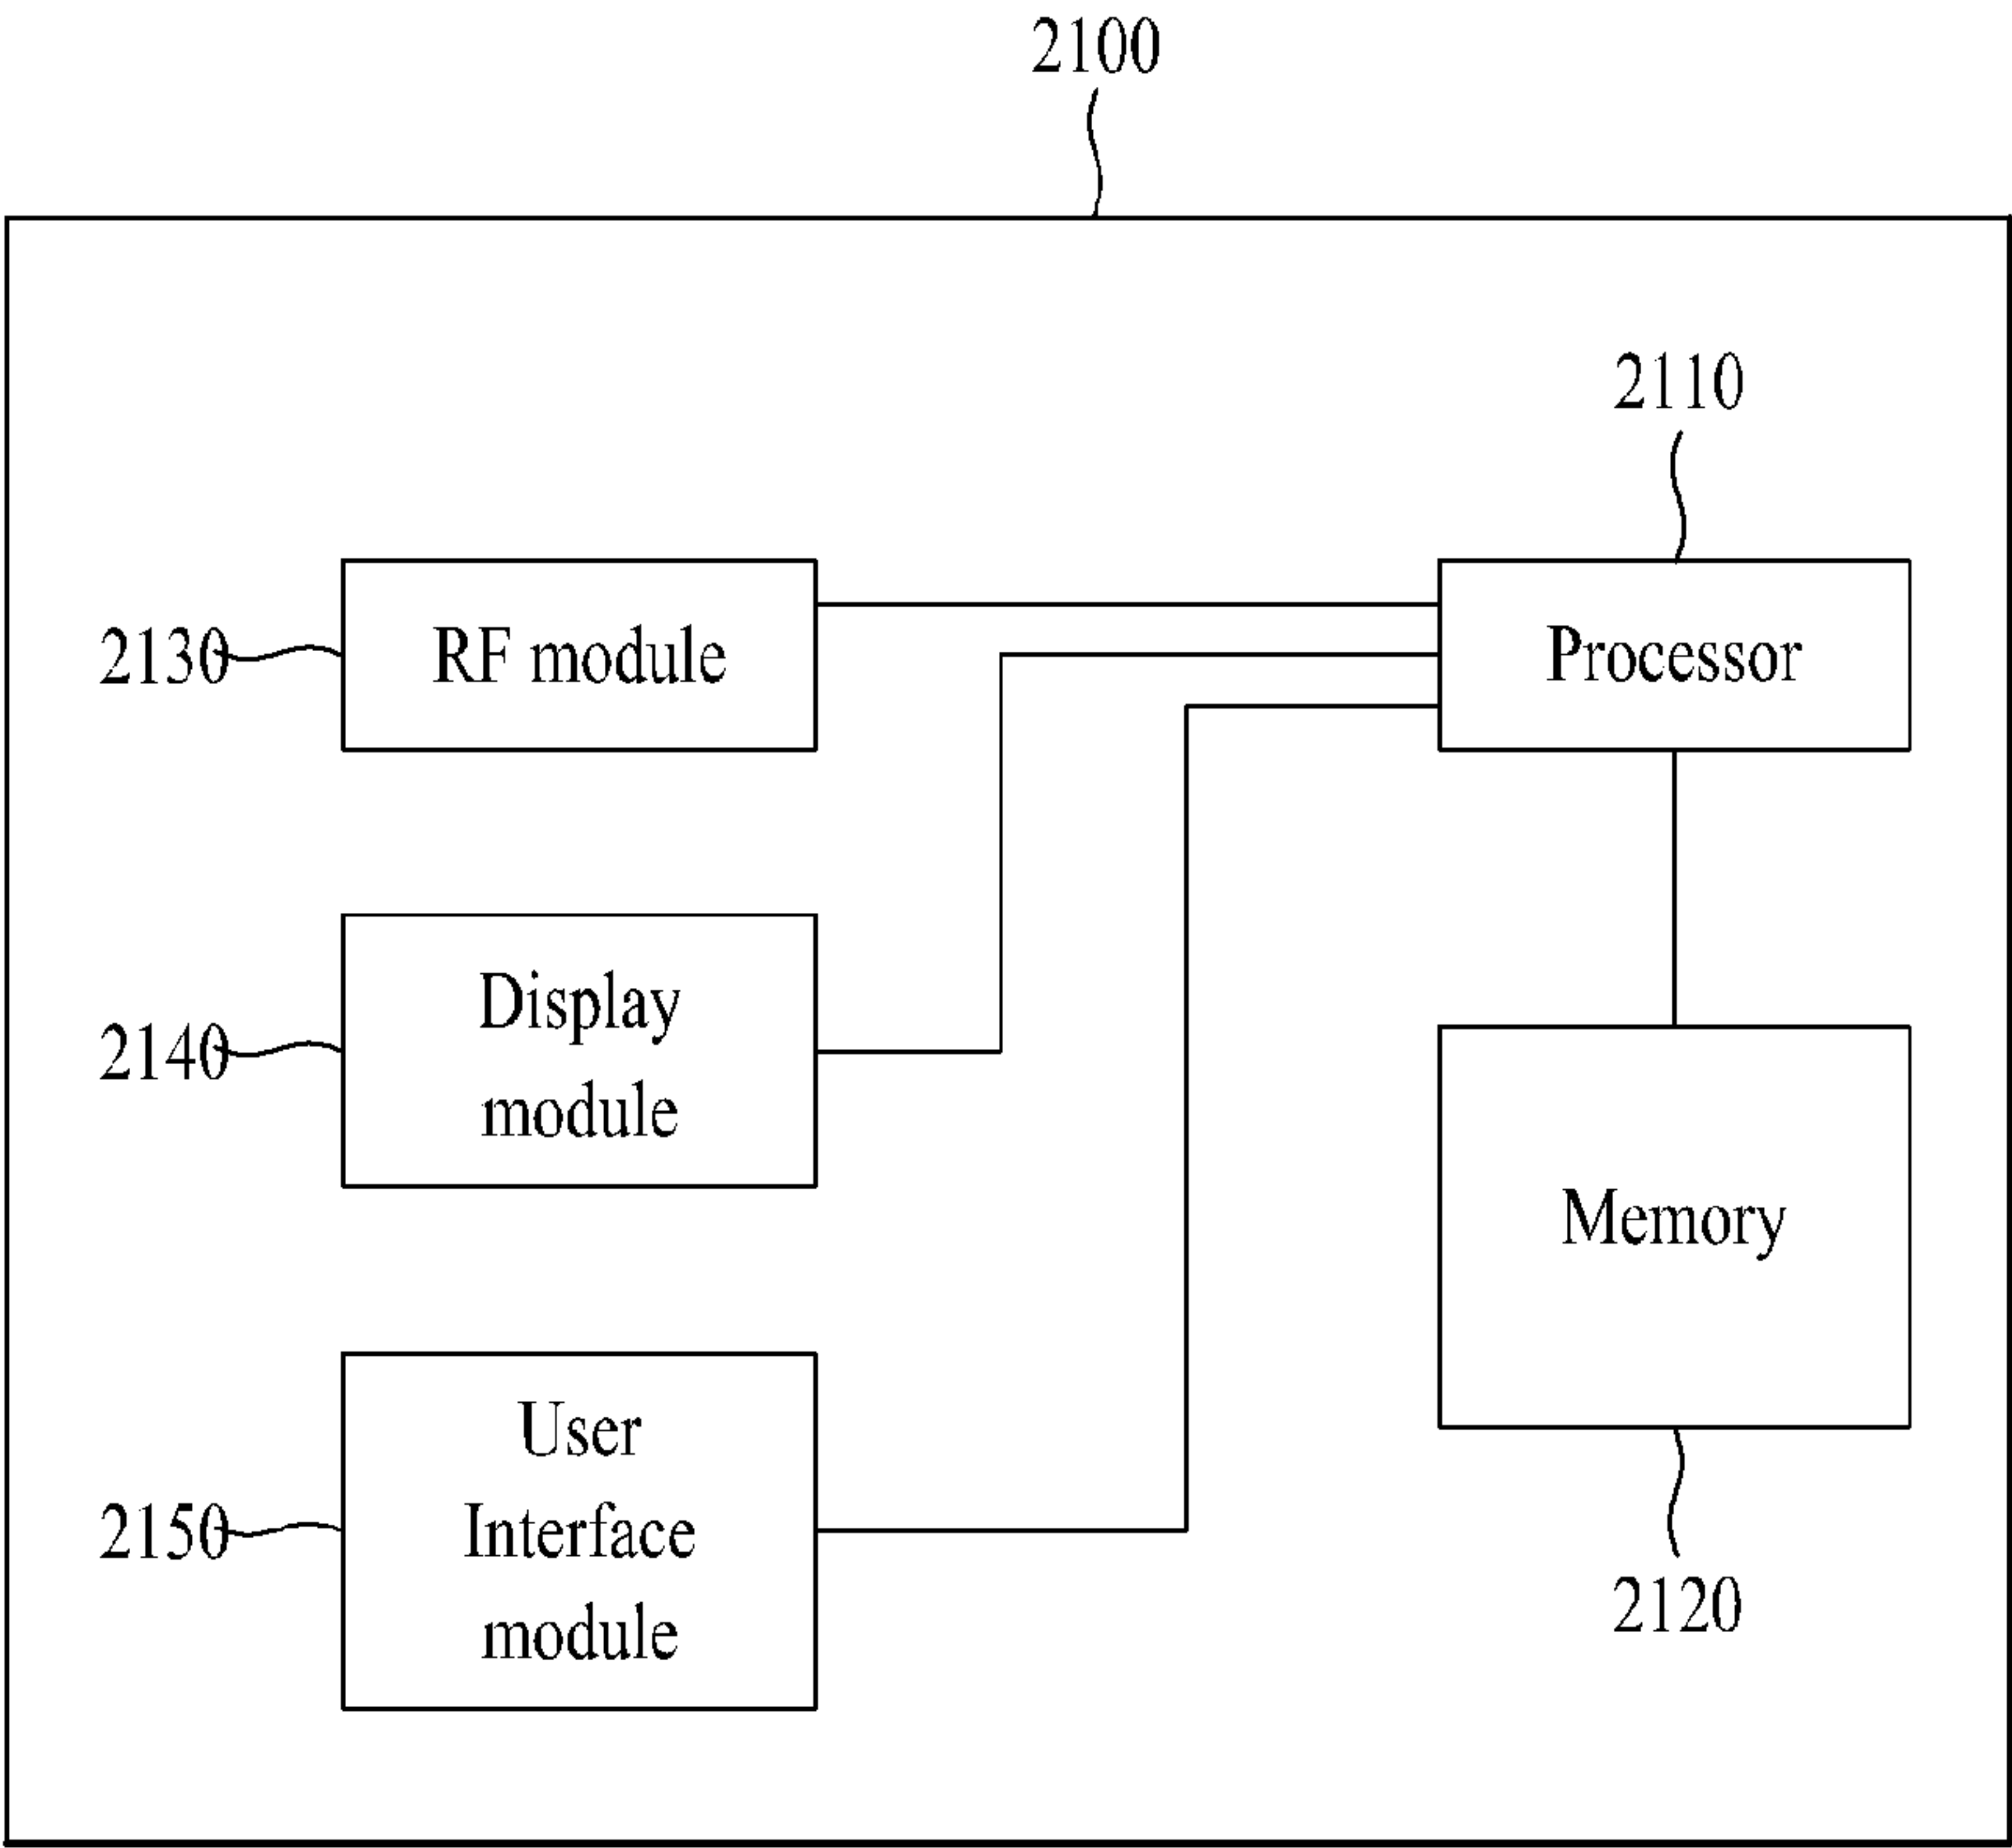 2100
2110
2130
RF module
Processor
2140
Display
module
Memory
2150
User
Interface
module
2120